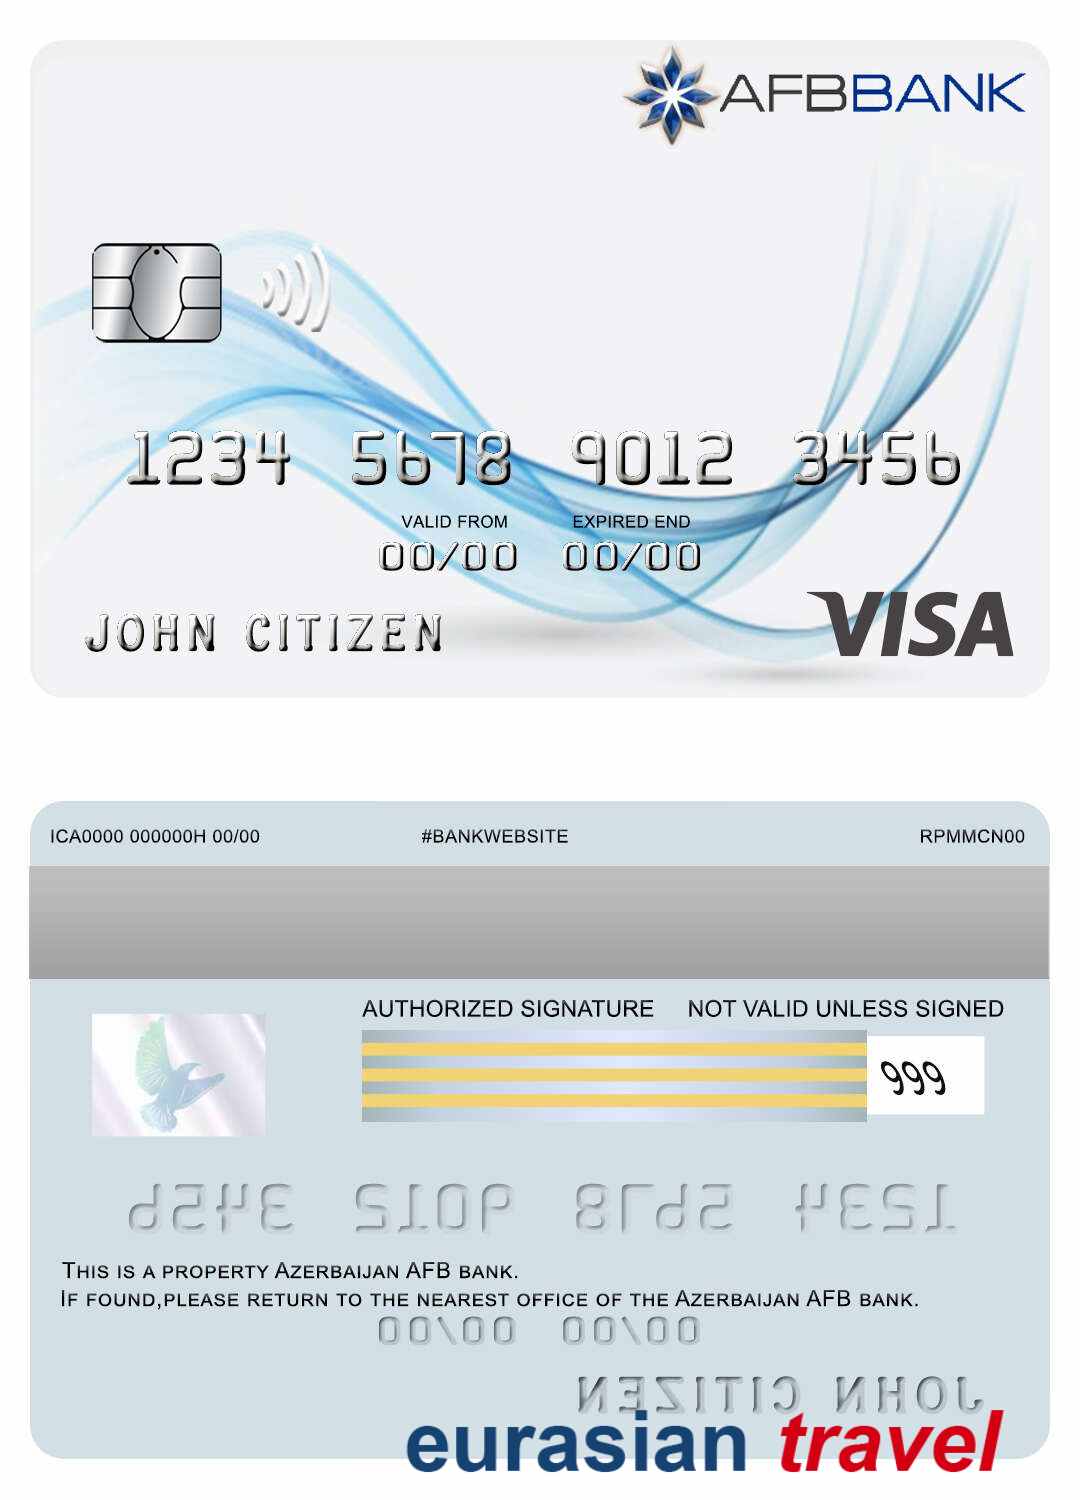 AFBBANK
1234 5678 9012 3456
VALID FROM EXPIRED END
00/00 00/00
JOHN CITIZEN
VISA
ICA0000 000000H 00/00 #BANKWEBSITE RPMMCN00
AUTHORIZED SIGNATURE NOT VALID UNLESS SIGNED
999
1234 5678 9012 3456
THIS IS A PROPERTY AZERBAIJAN AFB BANK.
IF FOUND,PLEASE RETURN TO THE NEAREST OFFICE OF THE AZERBAIJAN AFB BANK.
00/00 00/00
JOHN CITIZEN
eurasian travel